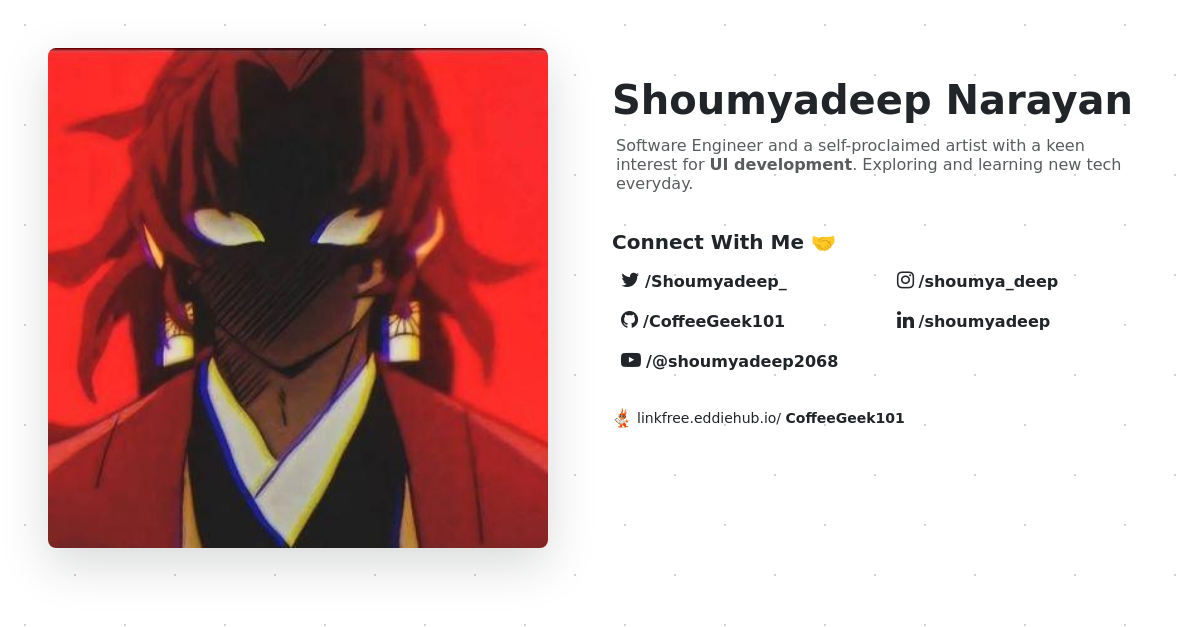 Shoumyadeep Narayan
Software Engineer and a self-proclaimed artist with a keen
interest for UI development. Exploring and learning new tech
everyday.
Connect With Me 🤝
/Shoumyadeep_
/shoumya_deep
/CoffeeGeek101
/shoumyadeep
/@shoumyadeep2068
linkfree.eddiehub.io/ CoffeeGeek101